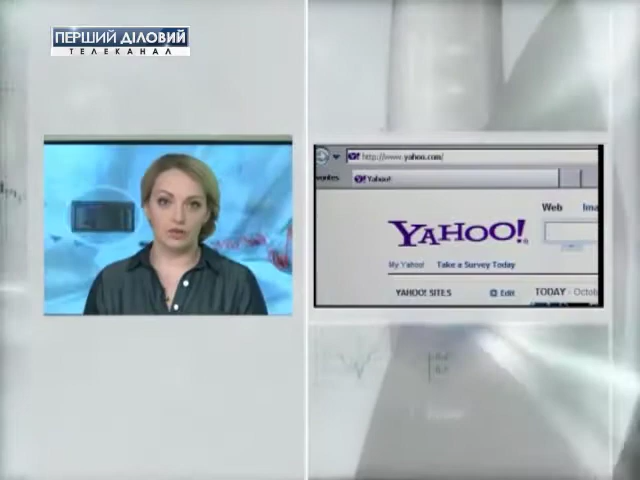 ПЕРШИЙ ДІЛОВИЙ
ТЕЛЕКАНАЛ
http://www.yahoo.com/
Yahoo!
Web
YAHOO!
My Yahoo! Take a Survey Today
YAHOO! SITES Edit TODAY - Octob